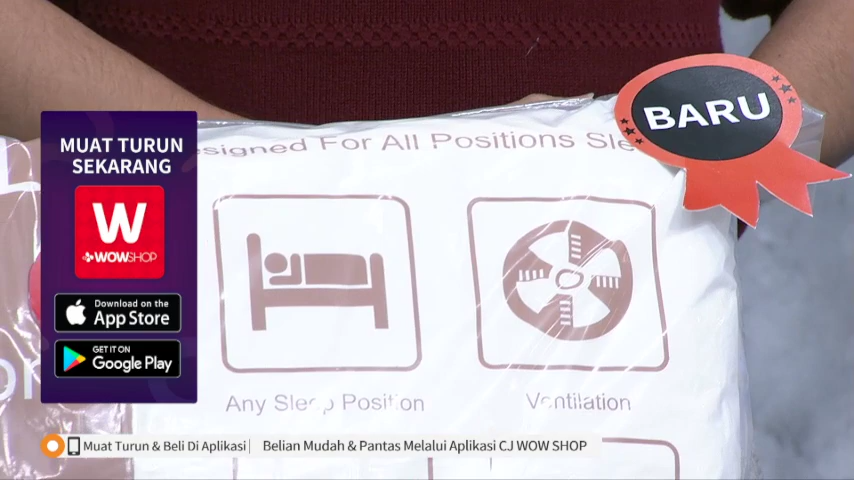 esigned For All Positions Sle
BARU
MUAT TURUN
SEKARANG
W
WOWSHOP
Download on the
App Store
GET IT ON
Google Play
Any Sleep Position
Ventilation
Muat Turun & Beli Di Aplikasi
Belian Mudah & Pantas Melalui Aplikasi CJ WOW SHOP